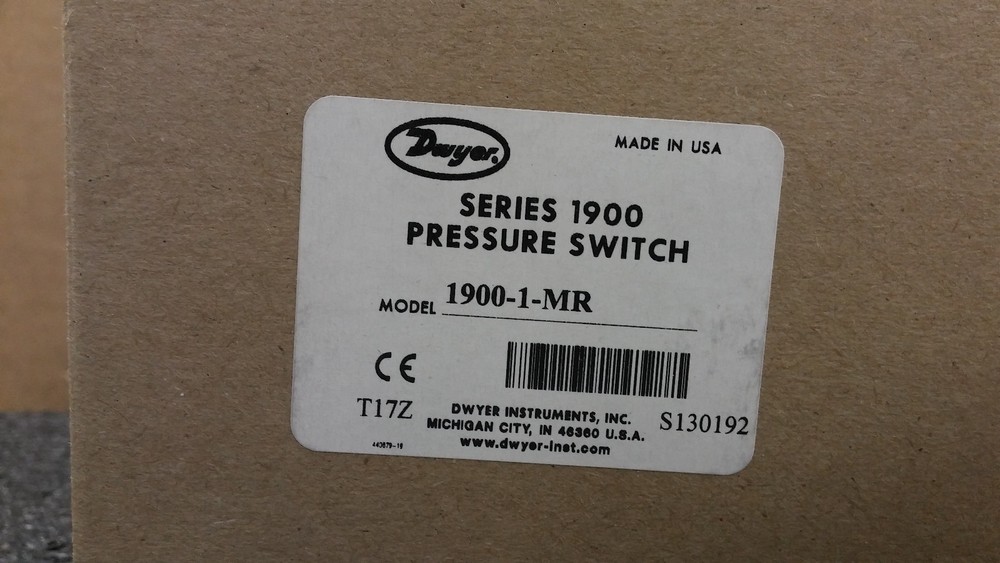 Dwyer®
MADE IN USA
SERIES 1900
PRESSURE SWITCH
MODEL 1900-1-MR
CE
T17Z
DWYER INSTRUMENTS, INC.
MICHIGAN CITY, IN 46360 U.S.A.
www.dwyer-inst.com
S130192